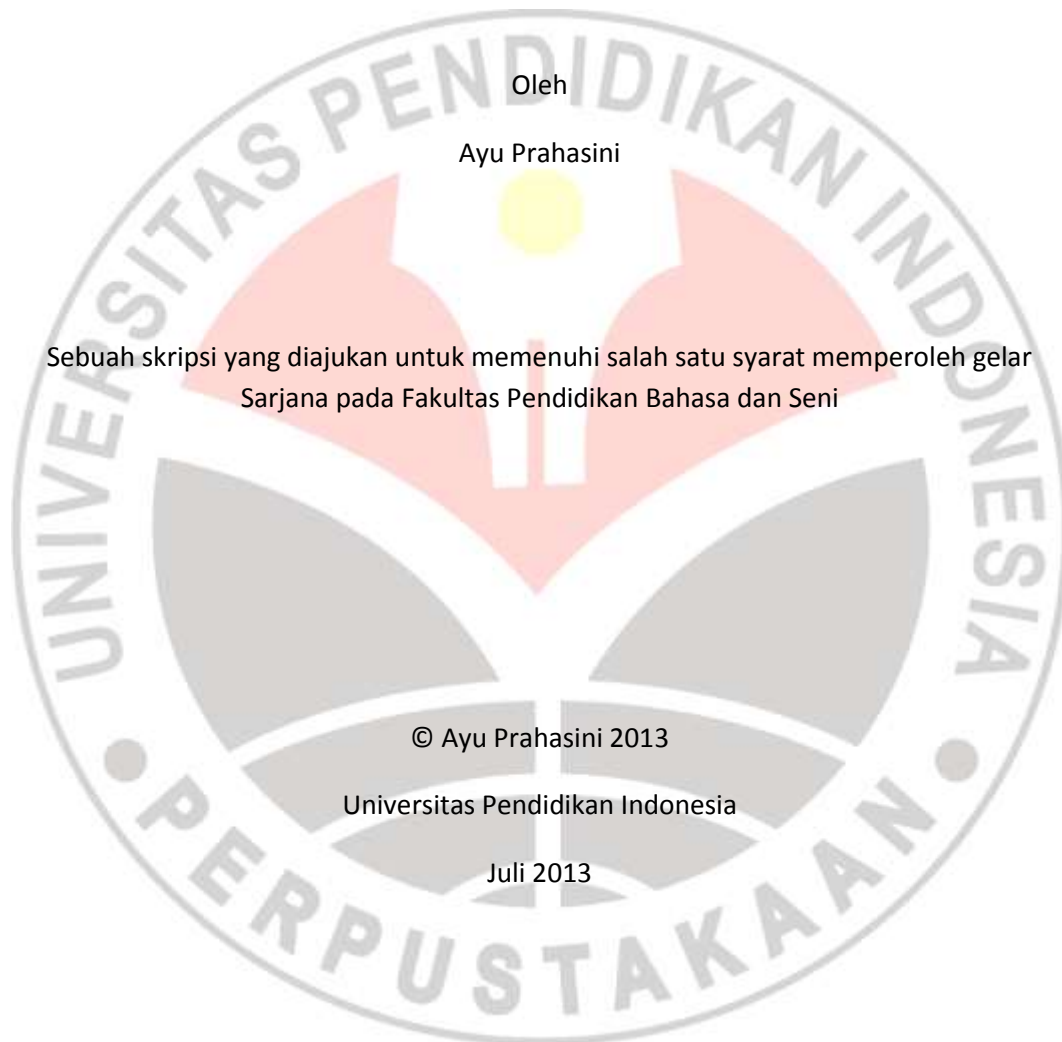 Oleh
Ayu Prahasini
Sebuah skripsi yang diajukan untuk memenuhi salah satu syarat memperoleh gelar
Sarjana pada Fakultas Pendidikan Bahasa dan Seni
© Ayu Prahasini 2013
Universitas Pendidikan Indonesia
Juli 2013
UNIVERSITAS PENDIDIKAN INDONESIA
PERPUSTAKAAN